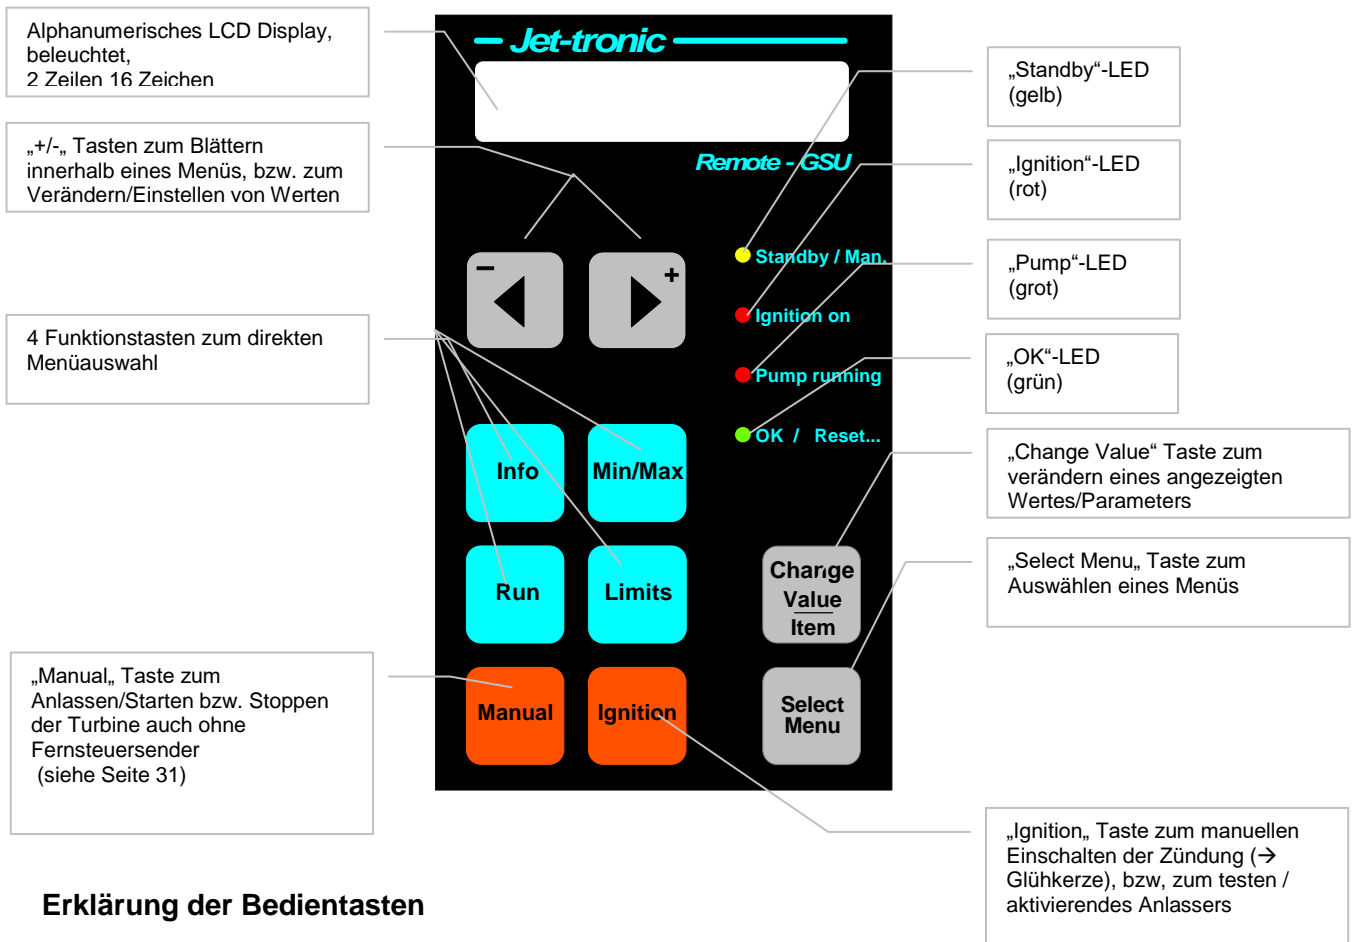 Alphanumerisches LCD Display,
beleuchtet,
2 Zeilen 16 Zeichen
„+/-„ Tasten zum Blättern
innerhalb eines Menüs, bzw. zum
Verändern/Einstellen von Werten
4 Funktionstasten zum direkten
Menüauswahl
„Manual„ Taste zum
Anlassen/Starten bzw. Stoppen
der Turbine auch ohne
Fernsteuersender
(siehe Seite 31)
Jet-tronic
Remote - GSU
− +
Standby / Man.
Ignition on
Pump running
OK / Reset...
Info Min/Max
Run Limits
Change
Value
Item
Manual Ignition
Select
Menu
„Standby“-LED
(gelb)
„Ignition“-LED
(rot)
„Pump“-LED
(grot)
„OK“-LED
(grün)
„Change Value“ Taste zum
verändern eines angezeigten
Wertes/Parameters
„Select Menu„ Taste zum
Auswählen eines Menüs
„Ignition„ Taste zum manuellen
Einschalten der Zündung (→
Glühkerze), bzw, zum testen /
aktivierendes Anlassers
Erklärung der Bedientasten